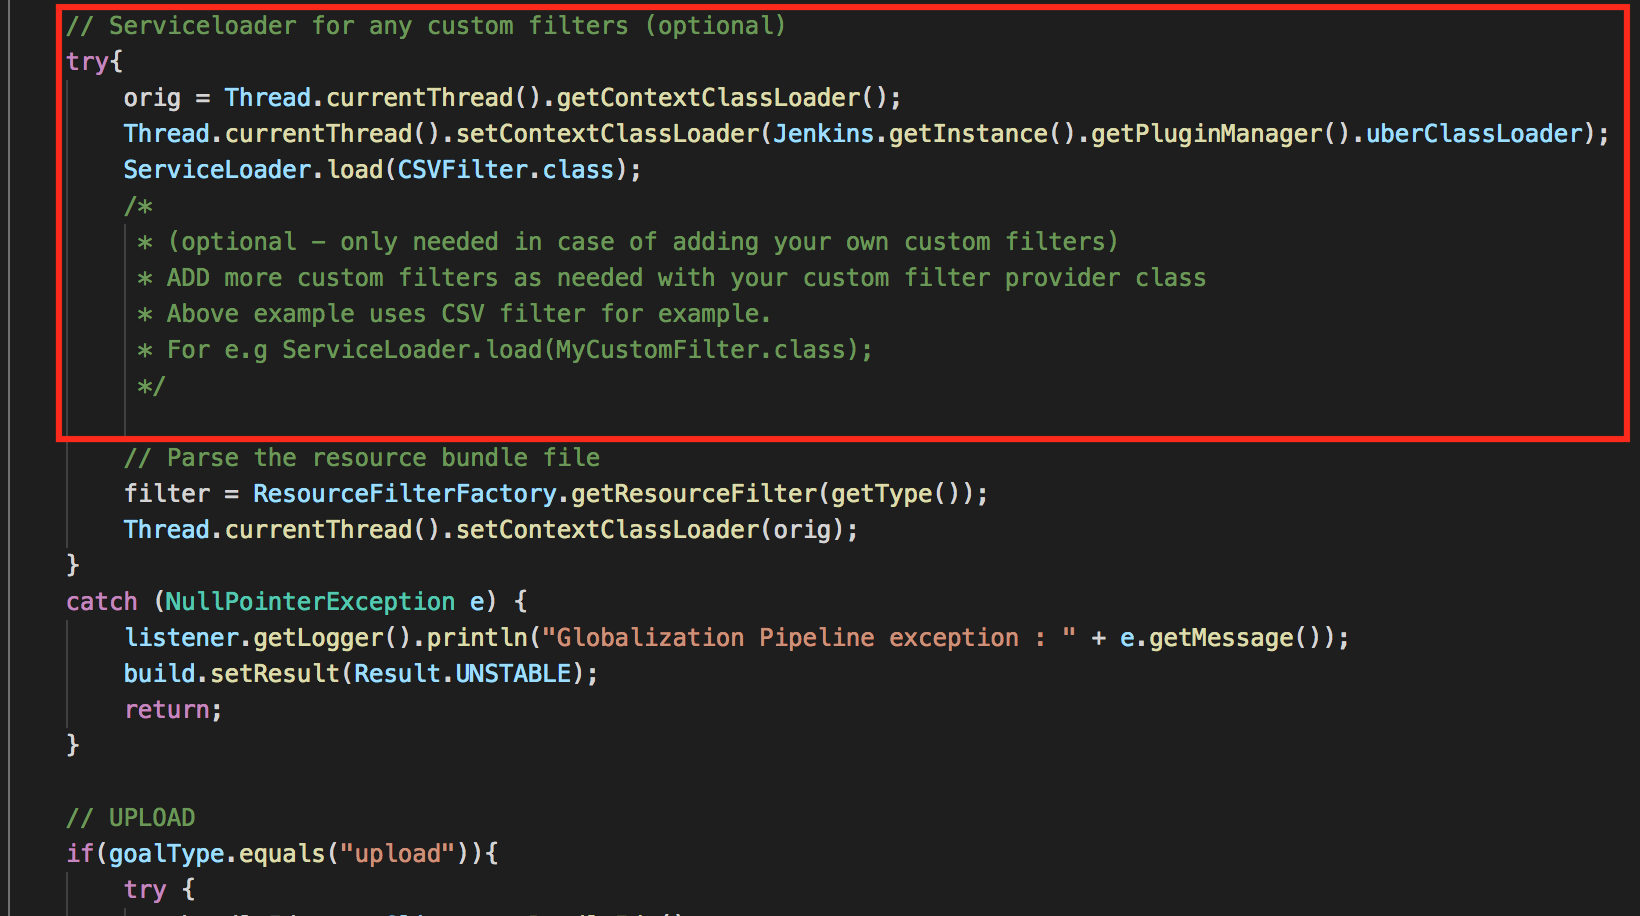 // Serviceloader for any custom filters (optional)
try{
orig = Thread.currentThread().getContextClassLoader();
Thread.currentThread().setContextClassLoader(Jenkins.getInstance().getPluginManager().uberClassLoader);
ServiceLoader.load(CSVFilter.class);
/*
* (optional – only needed in case of adding your own custom filters)
* ADD more custom filters as needed with your custom filter provider class
* Above example uses CSV filter for example.
* For e.g ServiceLoader.load(MyCustomFilter.class);
*/
// Parse the resource bundle file
filter = ResourceFilterFactory.getResourceFilter(getType());
Thread.currentThread().setContextClassLoader(orig);
}
catch (NullPointerException e) {
listener.getLogger().println("Globalization Pipeline exception : " + e.getMessage());
build.setResult(Result.UNSTABLE);
return;
}
// UPLOAD
if(goalType.equals("upload")){
try {